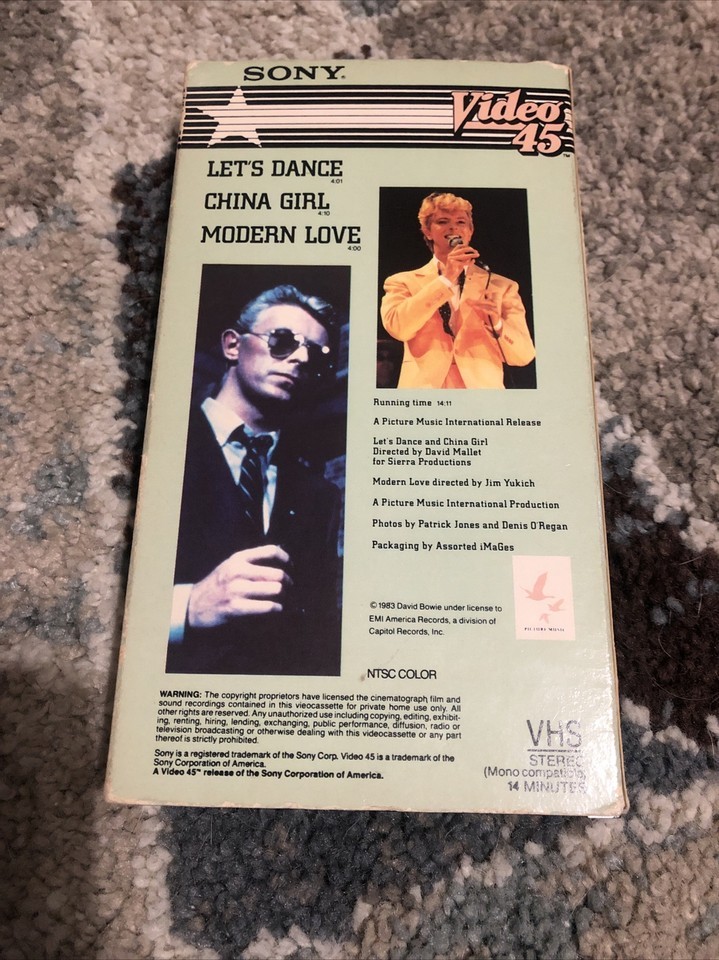 SONY®
Video
45™
LET'S DANCE
4:01
CHINA GIRL
4:10
MODERN LOVE
4:00
Running time 14:11
A Picture Music International Release
Let's Dance and China Girl
Directed by David Mallet
for Sierra Productions
Modern Love directed by Jim Yukich
A Picture Music International Production
Photos by Patrick Jones and Denis O'Regan
Packaging by Assorted iMaGes
PICTURE MUSIC
© 1983 David Bowie under license to
EMI America Records, a division of
Capitol Records, Inc.
NTSC COLOR
WARNING: The copyright proprietors have licensed the cinematograph film and
sound recordings contained in this vieocassette for private home use only. All
other rights are reserved. Any unauthorized use including copying, editing, exhibit-
ing, renting, hiring, lending, exchanging, public performance, diffusion, radio or
television broadcasting or otherwise dealing with this videocassette or any part
thereof is strictly prohibited.
Sony is a registered trademark of the Sony Corp. Video 45 is a trademark of the
Sony Corporation of America.
A Video 45™ release of the Sony Corporation of America.
VHS
STEREO
(Mono compatible)
14 MINUTES